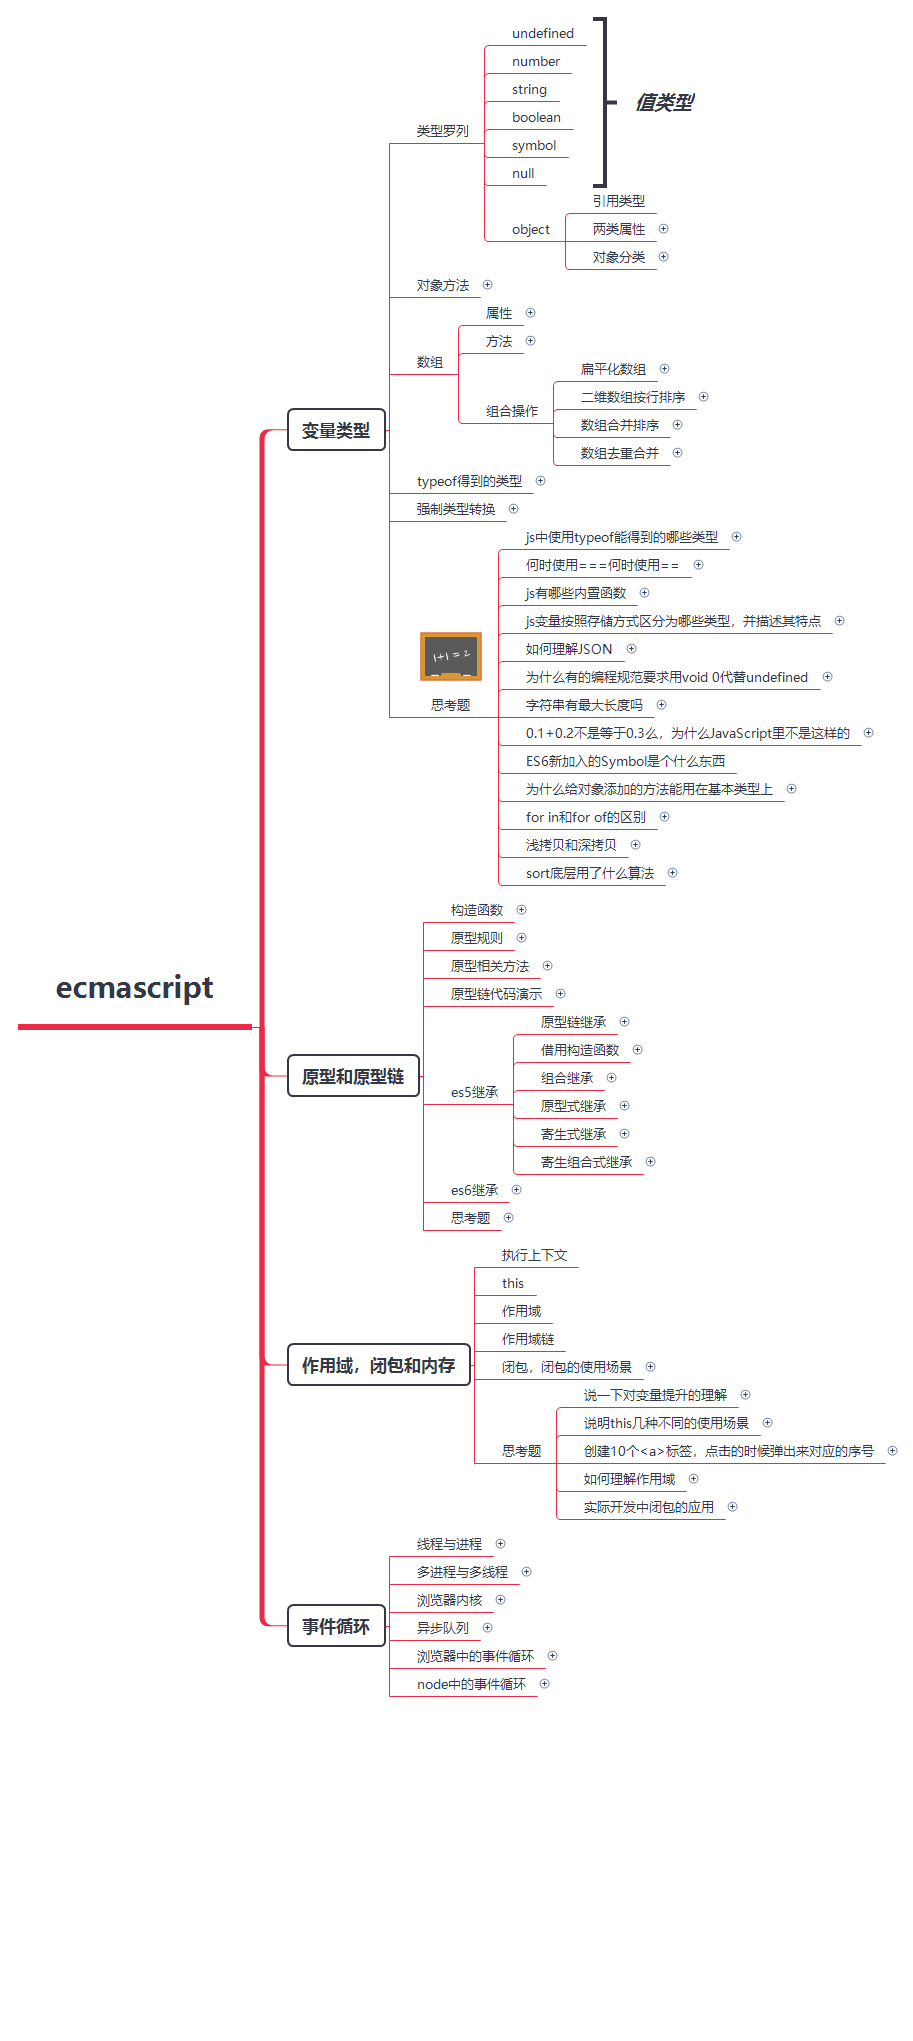 ecmascript
变量类型
类型罗列
undefined
number
string
boolean
symbol
null
值类型
object
引用类型
两类属性
对象分类
对象方法
数组
属性
方法
组合操作
扁平化数组
二维数组按行排序
数组合并排序
数组去重合并
typeof得到的类型
强制类型转换
1+1=2
思考题
js中使用typeof能得到的哪些类型
何时使用===何时使用==
js有哪些内置函数
js变量按照存储方式区分为哪些类型，并描述其特点
如何理解JSON
为什么有的编程规范要求用void 0代替undefined
字符串有最大长度吗
0.1+0.2不是等于0.3么，为什么JavaScript里不是这样的
ES6新加入的Symbol是个什么东西
为什么给对象添加的方法能用在基本类型上
for in和for of的区别
浅拷贝和深拷贝
sort底层用了什么算法
原型和原型链
构造函数
原型规则
原型相关方法
原型链代码演示
es5继承
原型链继承
借用构造函数
组合继承
原型式继承
寄生式继承
寄生组合式继承
es6继承
思考题
作用域，闭包和内存
执行上下文
this
作用域
作用域链
闭包，闭包的使用场景
思考题
说一下对变量提升的理解
说明this几种不同的使用场景
创建10个<a>标签，点击的时候弹出来对应的序号
如何理解作用域
实际开发中闭包的应用
事件循环
线程与进程
多进程与多线程
浏览器内核
异步队列
浏览器中的事件循环
node中的事件循环